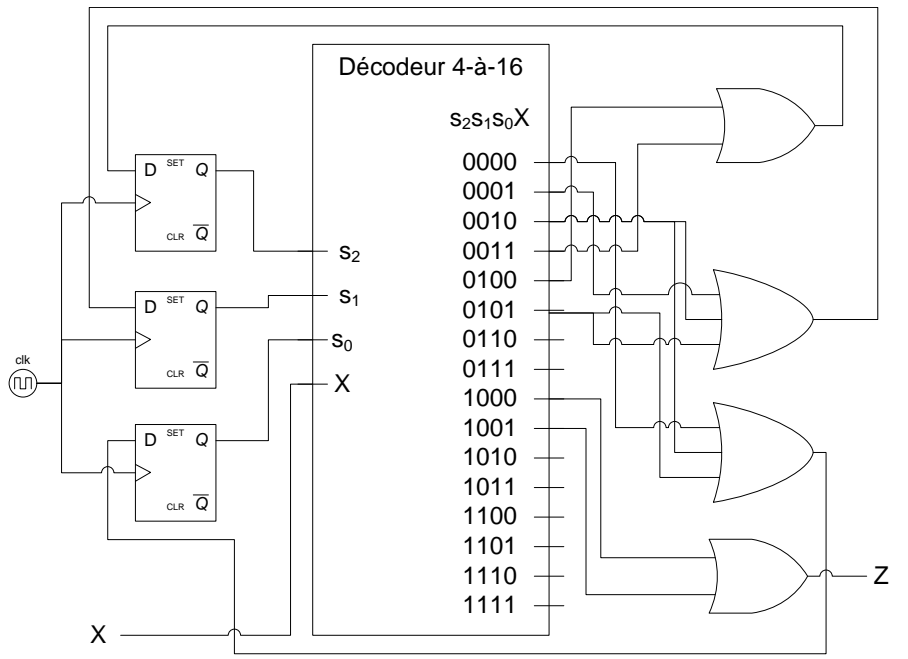 Décodeur 4-à-16
s2s1s0X
0000
0001
0010
0011
0100
0101
0110
0111
1000
1001
1010
1011
1100
1101
1110
1111
s2
s1
s0
X
D SET Q
CLR Q̅
D SET Q
CLR Q̅
D SET Q
CLR Q̅
clk
X
Z